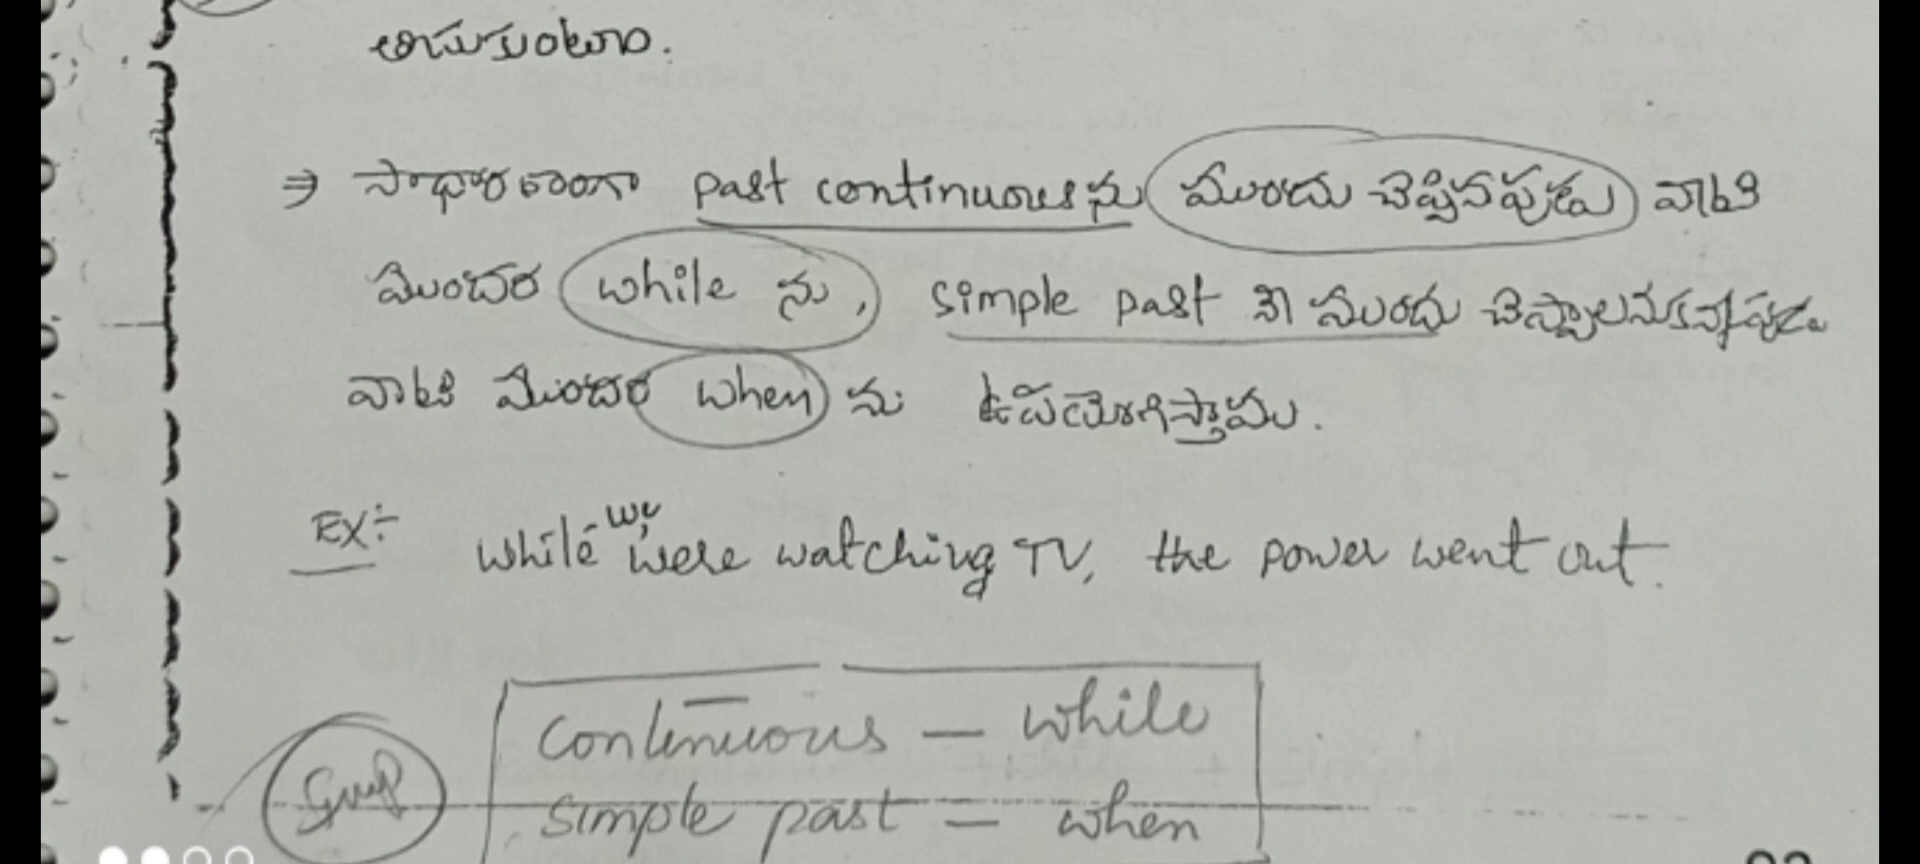 తీసుకుంటాం.
⇒ సాధారణంగా past continuous ను ముందు చెప్పినపుడు వాటి
ముందర while ను, simple past ని ముందు చెప్పాలనుకున్నప్పుడు
వాటి ముందర when ను ఉపయోగిస్తాము.
EX:- While we were watching TV, the power went out.
continuous — while
simple past — when